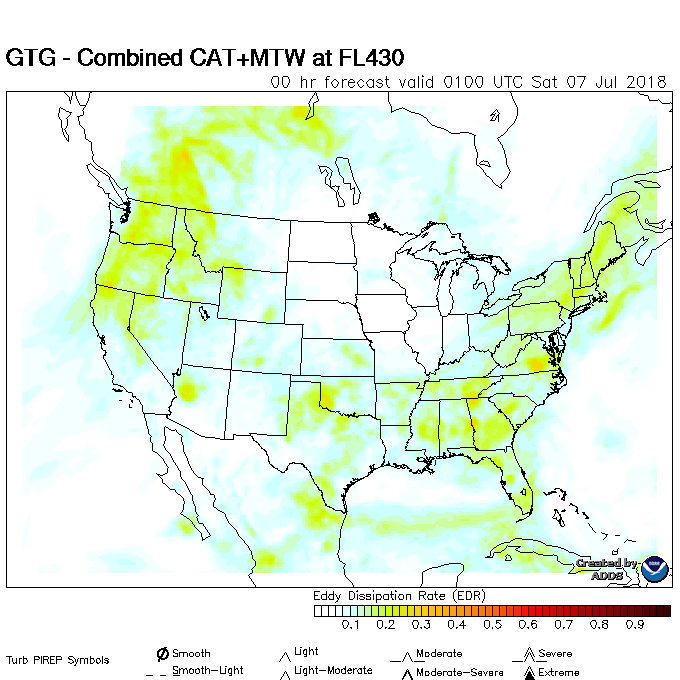 GTG - Combined CAT+MTW at FL430
00 hr forecast valid 0100 UTC Sat 07 Jul 2018
Created by
ADDS
Eddy Dissipation Rate (EDR)
0.1 0.2 0.3 0.4 0.5 0.6 0.7 0.8 0.9
Turb PIREP Symbols
Smooth Light Moderate Severe
Smooth-Light Light-Moderate Moderate-Severe Extreme